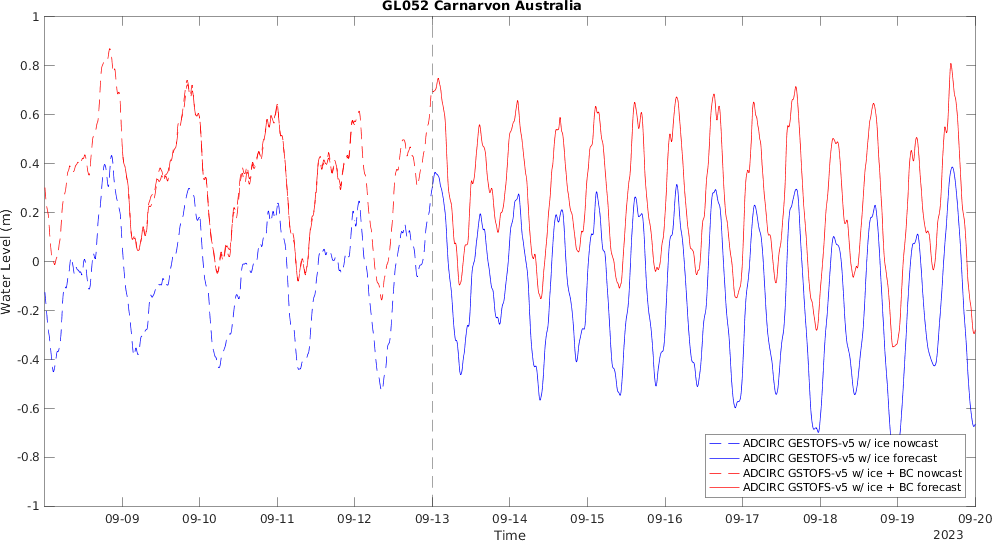 GL052 Carnarvon Australia
Water Level (m)
1
0.8
0.6
0.4
0.2
0
-0.2
-0.4
-0.6
-0.8
-1
ADCIRC GESTOFS-v5 w/ ice nowcast
ADCIRC GESTOFS-v5 w/ ice forecast
ADCIRC GSTOFS-v5 w/ ice + BC nowcast
ADCIRC GSTOFS-v5 w/ ice + BC forecast
09-09 09-10 09-11 09-12 09-13 09-14 09-15 09-16 09-17 09-18 09-19 09-20
Time
2023